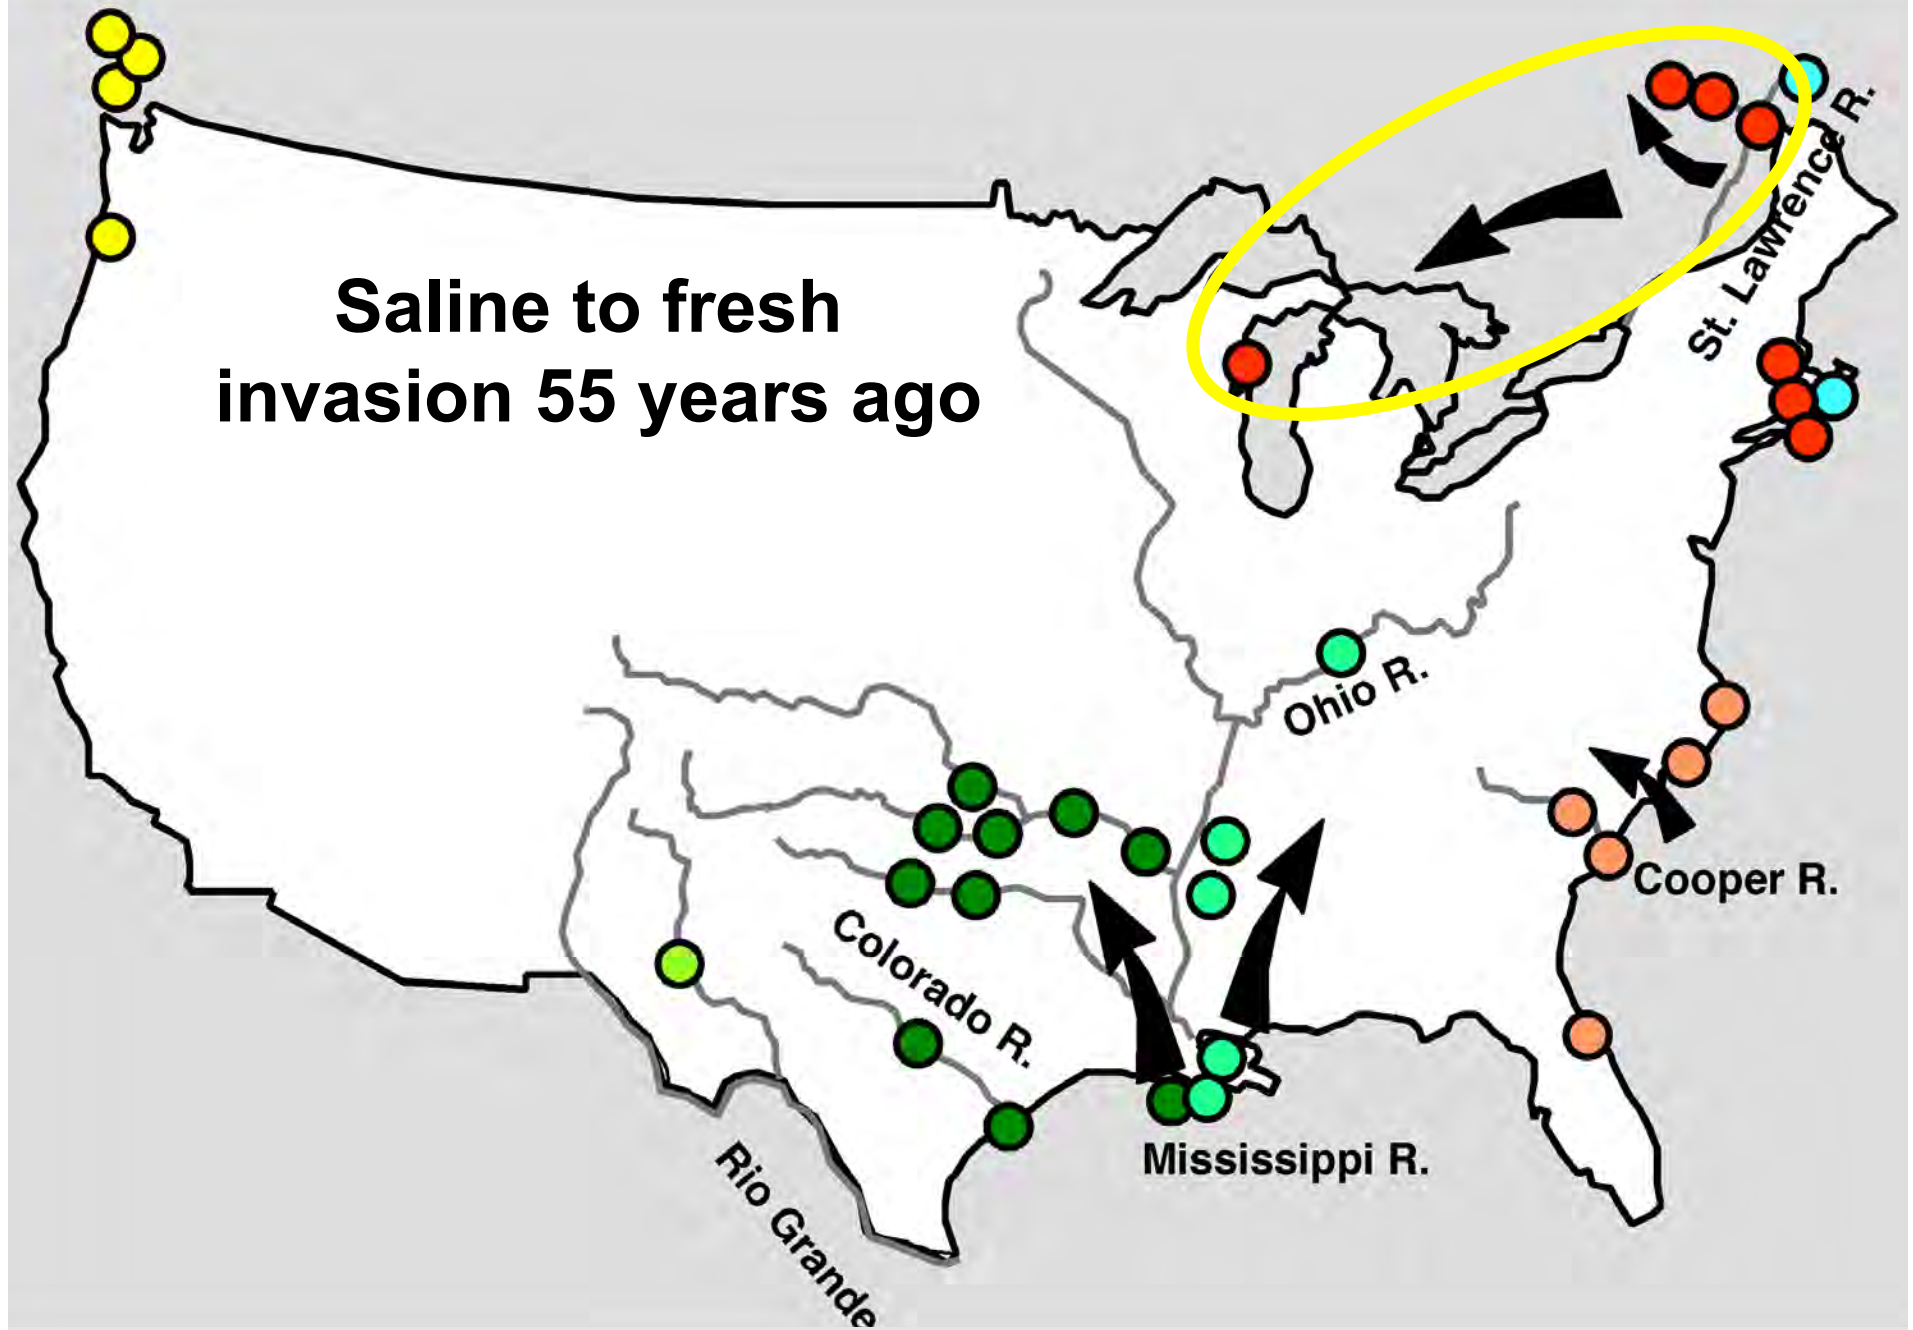 Saline to fresh
invasion 55 years ago
St. Lawrence R.
Ohio R.
Cooper R.
Colorado R.
Mississippi R.
Rio Grande